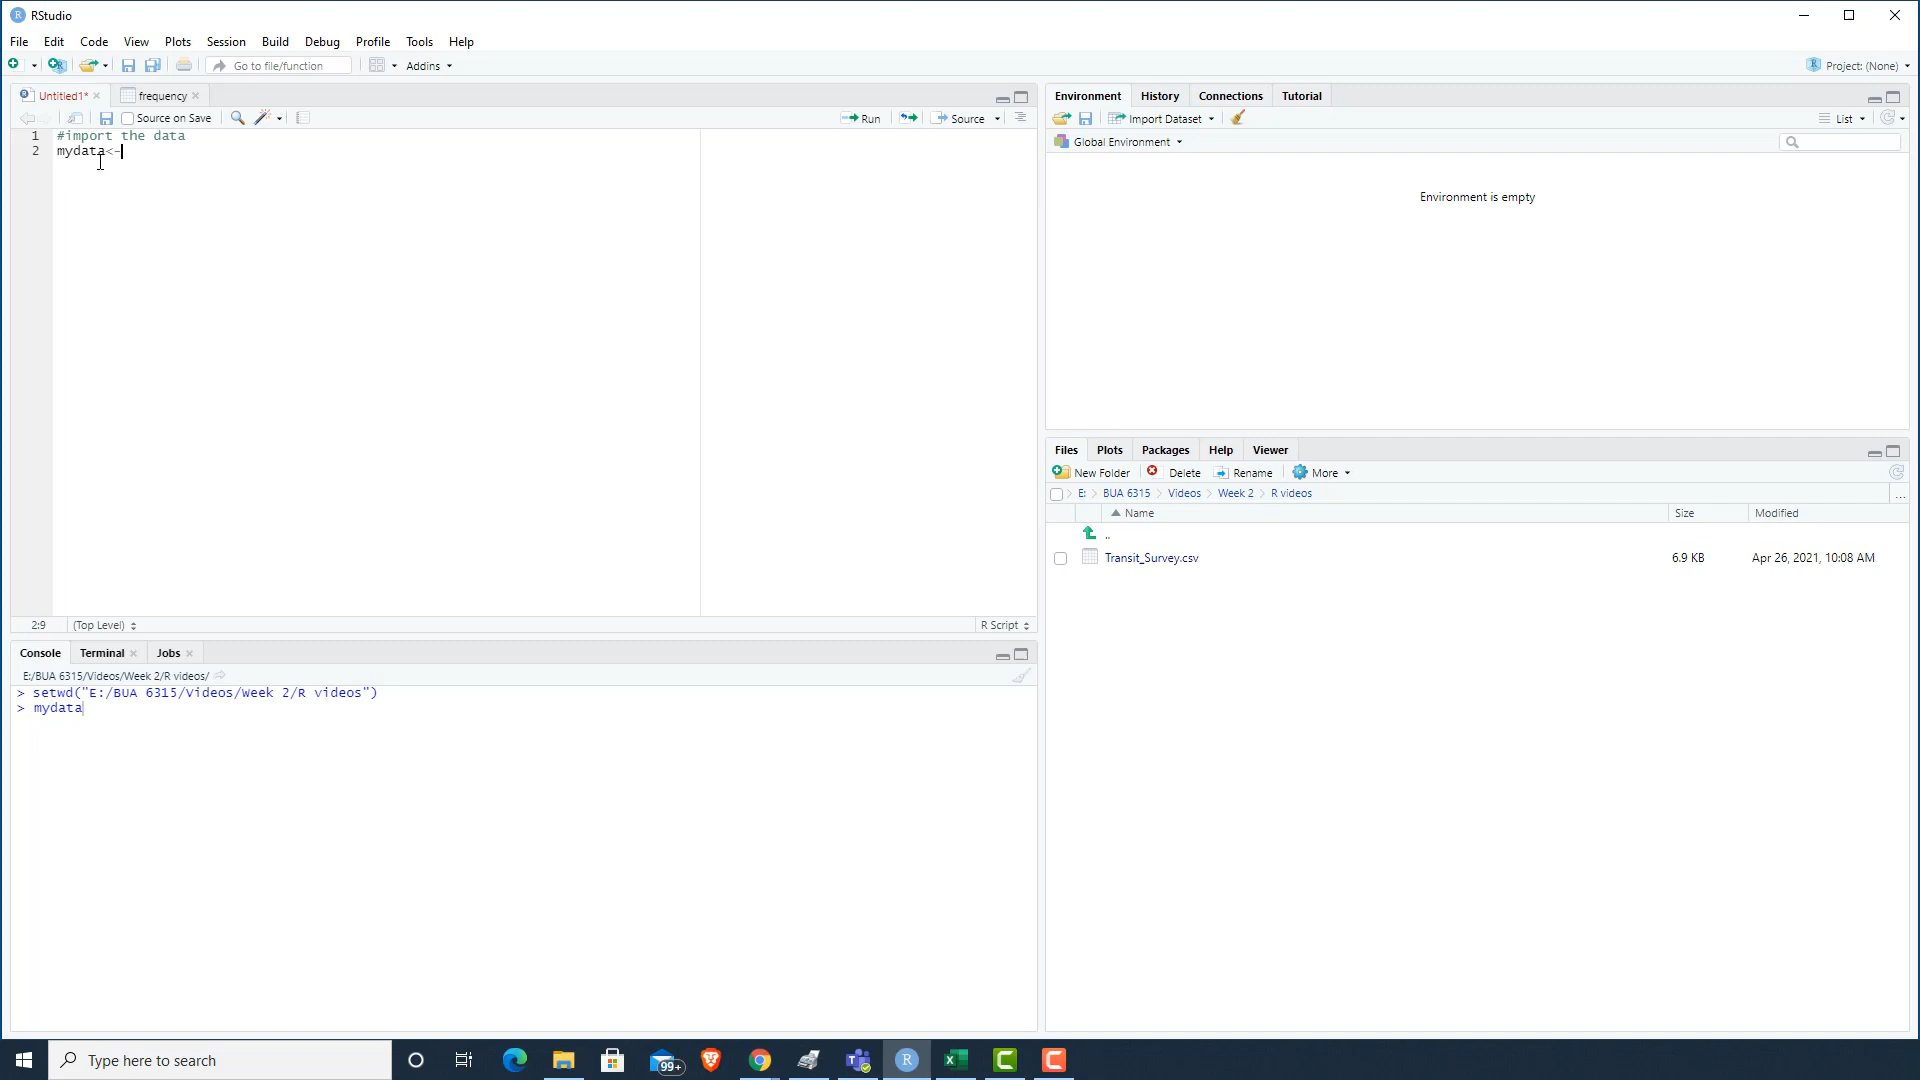 RStudio
File Edit Code View Plots Session Build Debug Profile Tools Help
Go to file/function Addins Project: (None)
Untitled1* frequency
Source on Save Run Source
1 #import the data
2 mydata<-
2:9 (Top Level) R Script
Console Terminal Jobs
E:/BUA 6315/Videos/Week 2/R videos/
> setwd("E:/BUA 6315/Videos/Week 2/R videos")
> mydata
Environment History Connections Tutorial
Import Dataset List
Global Environment
Environment is empty
Files Plots Packages Help Viewer
New Folder Delete Rename More
E: BUA 6315 Videos Week 2 R videos ...
Name Size Modified
..
Transit_Survey.csv 6.9 KB Apr 26, 2021, 10:08 AM
Type here to search 99+